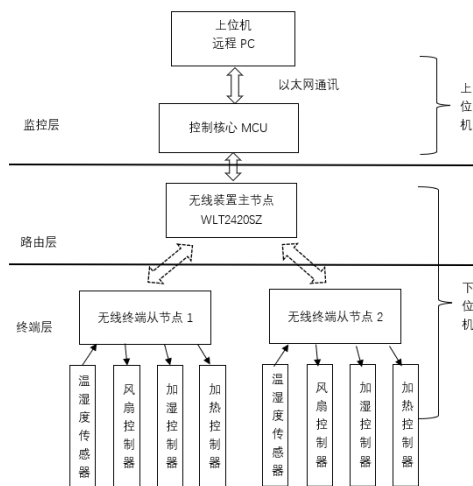 上位机
远程 PC
以太网通讯
上位机
监控层
控制核心 MCU
无线装置主节点
WLT2420SZ
路由层
下位机
无线终端从节点 1
无线终端从节点 2
终端层
温湿度传感器
风扇控制器
加湿控制器
加热控制器
温湿度传感器
风扇控制器
加湿控制器
加热控制器